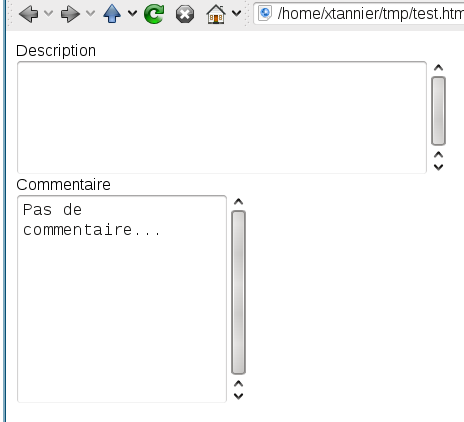 /home/xtannier/tmp/test.htm
Description
Commentaire
Pas de
commentaire...